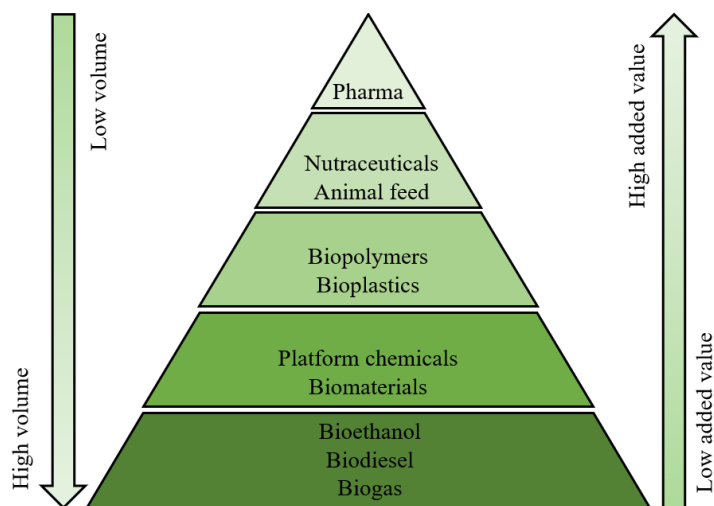 Low volume
High added value
Pharma
Nutraceuticals
Animal feed
Biopolymers
Bioplastics
Platform chemicals
Biomaterials
High volume
Low added value
Bioethanol
Biodiesel
Biogas